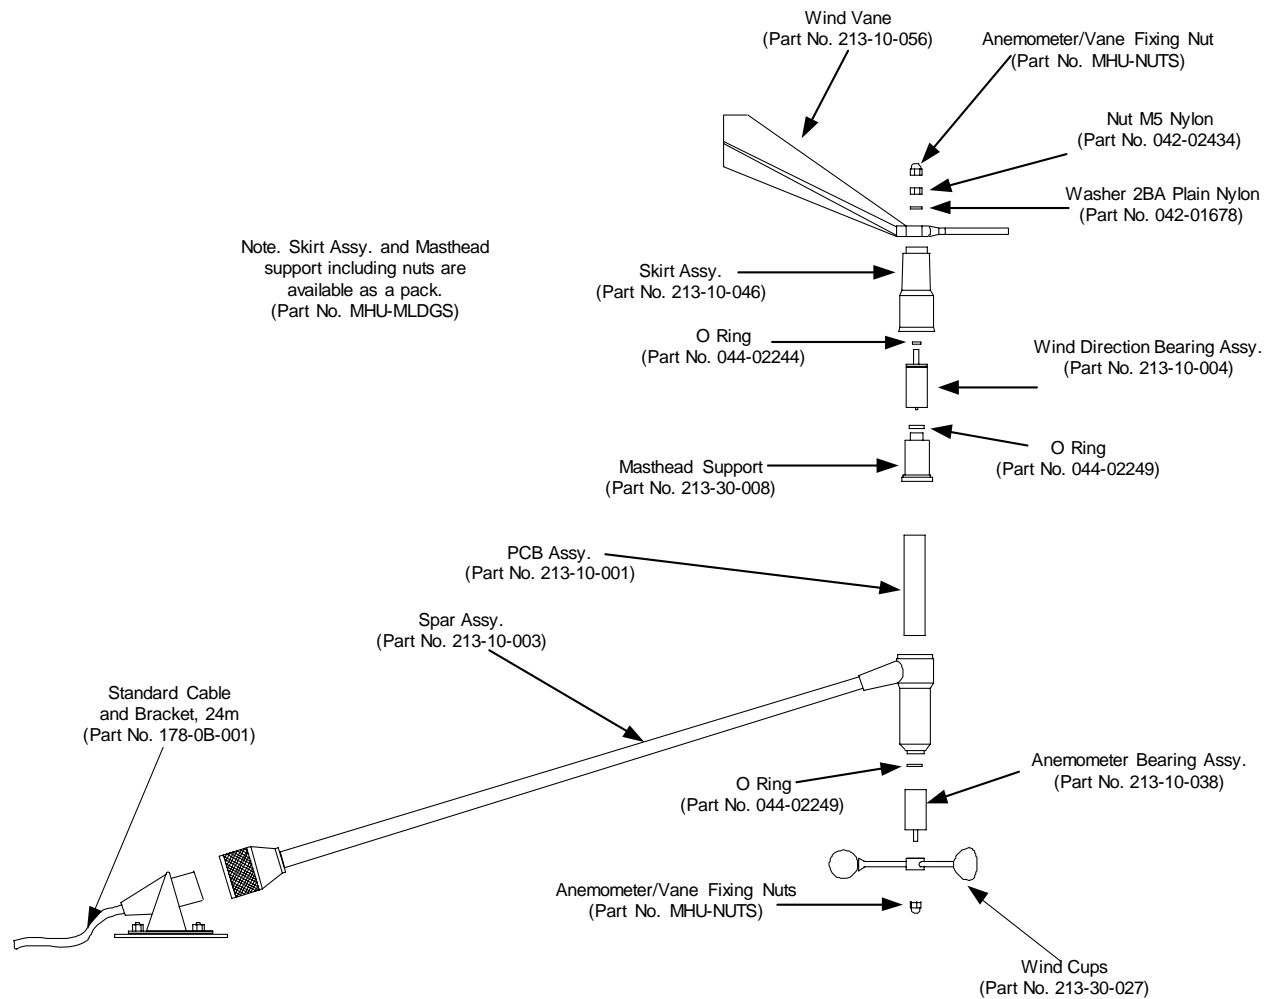 Wind Vane
(Part No. 213-10-056)
Anemometer/Vane Fixing Nut
(Part No. MHU-NUTS)
Nut M5 Nylon
(Part No. 042-02434)
Washer 2BA Plain Nylon
(Part No. 042-01678)
Note. Skirt Assy. and Masthead
support including nuts are
available as a pack.
(Part No. MHU-MLDGS)
Skirt Assy.
(Part No. 213-10-046)
O Ring
(Part No. 044-02244)
Wind Direction Bearing Assy.
(Part No. 213-10-004)
O Ring
(Part No. 044-02249)
Masthead Support
(Part No. 213-30-008)
PCB Assy.
(Part No. 213-10-001)
Spar Assy.
(Part No. 213-10-003)
Standard Cable
and Bracket, 24m
(Part No. 178-0B-001)
Anemometer Bearing Assy.
(Part No. 213-10-038)
O Ring
(Part No. 044-02249)
Anemometer/Vane Fixing Nuts
(Part No. MHU-NUTS)
Wind Cups
(Part No. 213-30-027)